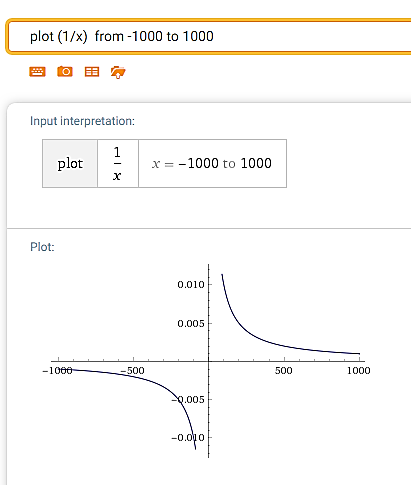 plot (1/x) from -1000 to 1000
Input interpretation:
plot 1/x x = −1000 to 1000
Plot:
0.010
0.005
−1000 −500 500 1000
−0.005
−0.010